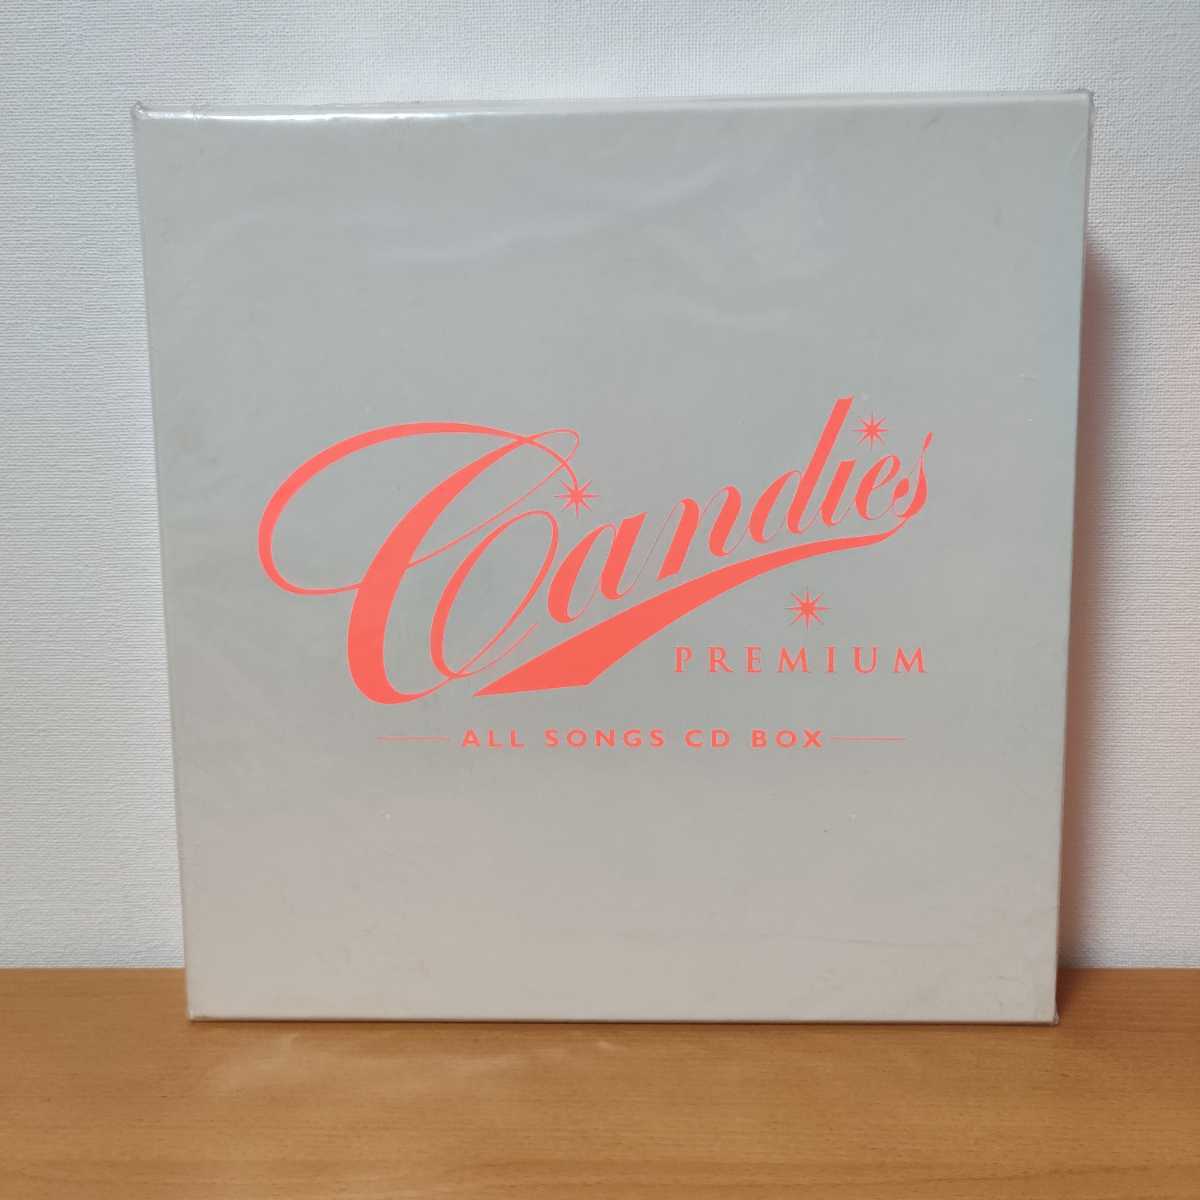 Candies
PREMIUM
ALL SONGS CD BOX